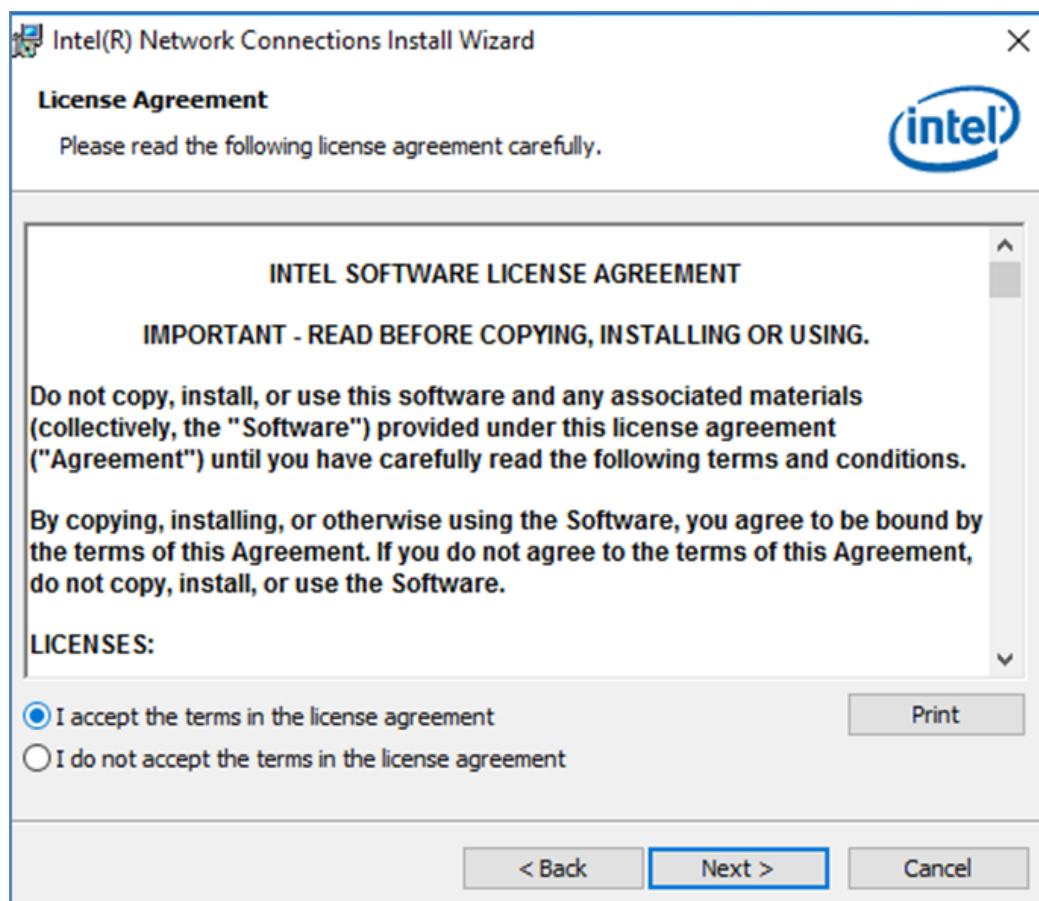 Intel(R) Network Connections Install Wizard
License Agreement
Please read the following license agreement carefully.
intel
INTEL SOFTWARE LICENSE AGREEMENT
IMPORTANT - READ BEFORE COPYING, INSTALLING OR USING.
Do not copy, install, or use this software and any associated materials
(collectively, the "Software") provided under this license agreement
("Agreement") until you have carefully read the following terms and conditions.
By copying, installing, or otherwise using the Software, you agree to be bound by
the terms of this Agreement. If you do not agree to the terms of this Agreement,
do not copy, install, or use the Software.
LICENSES:
I accept the terms in the license agreement
Print
I do not accept the terms in the license agreement
< Back
Next >
Cancel